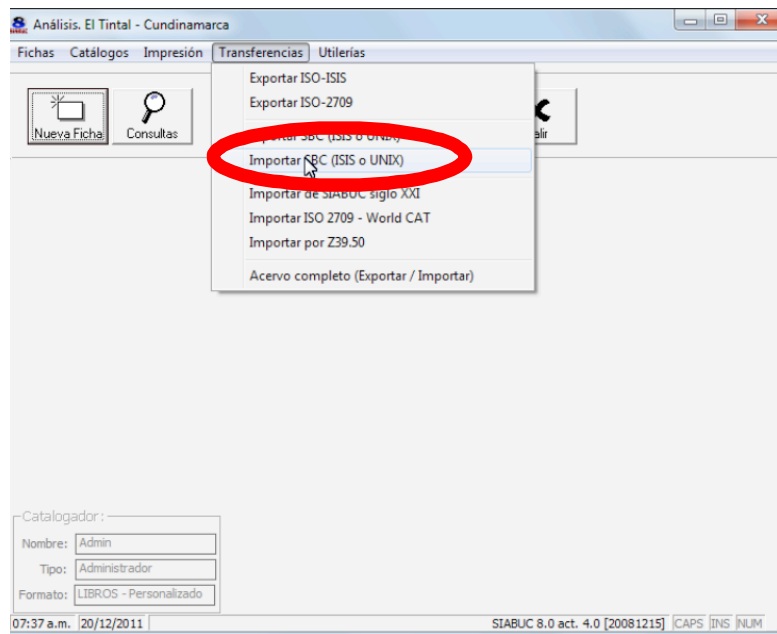 Análisis. El Tintal - Cundinamarca
Fichas Catálogos Impresión Transferencias Utilerías
Exportar ISO-ISIS
Exportar ISO-2709
Nueva Ficha Consultas
SBC (ISIS o UNIX)
Importar SBC (ISIS o UNIX)
Importar de SIABUC siglo XXI
Importar ISO 2709 - World CAT
Importar por Z39.50
Acervo completo (Exportar / Importar)
Catalogador:
Nombre: Admin
Tipo: Administrador
Formato: LIBROS - Personalizado
07:37 a.m. 20/12/2011 SIABUC 8.0 act. 4.0 [20081215] CAPS INS NUM